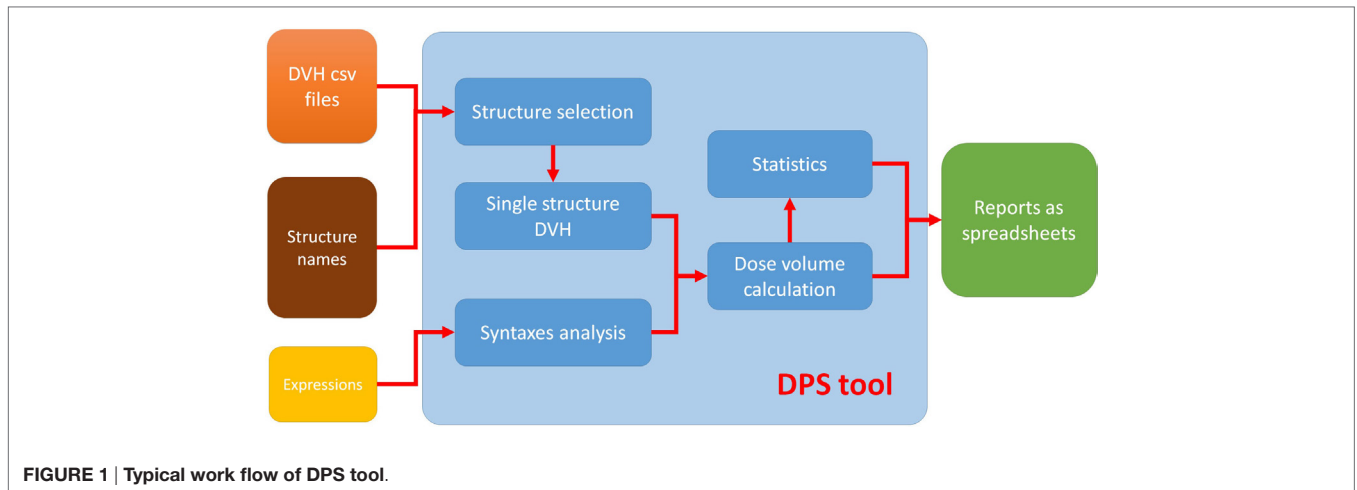 DVH csv
files
Structure
names
Expressions
Structure selection
Single structure
DVH
Syntaxes analysis
Statistics
Dose volume
calculation
DPS tool
Reports as
spreadsheets
FIGURE 1 | Typical work flow of DPS tool.